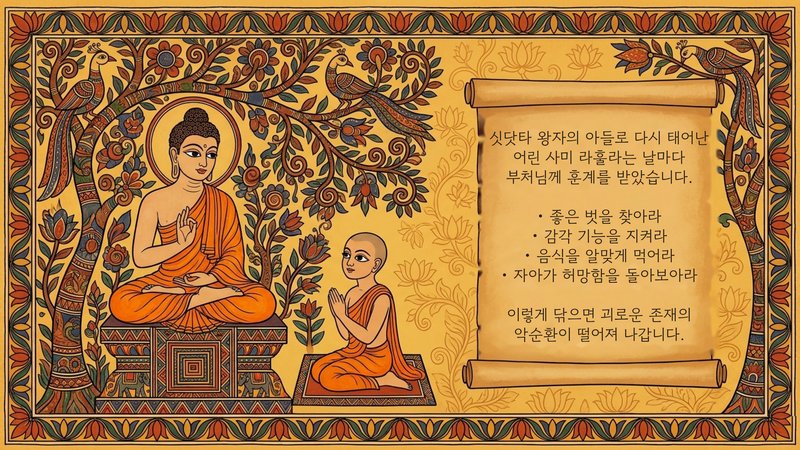 싯닷타 왕자의 아들로 다시 태어난
어린 사미 라훌라는 날마다
부처님께 훈계를 받았습니다.
• 좋은 벗을 찾아라
• 감각 기능을 지켜라
• 음식을 알맞게 먹어라
• 자아가 허망함을 돌아보아라
이렇게 닦으면 괴로운 존재의
악순환이 떨어져 나갑니다.